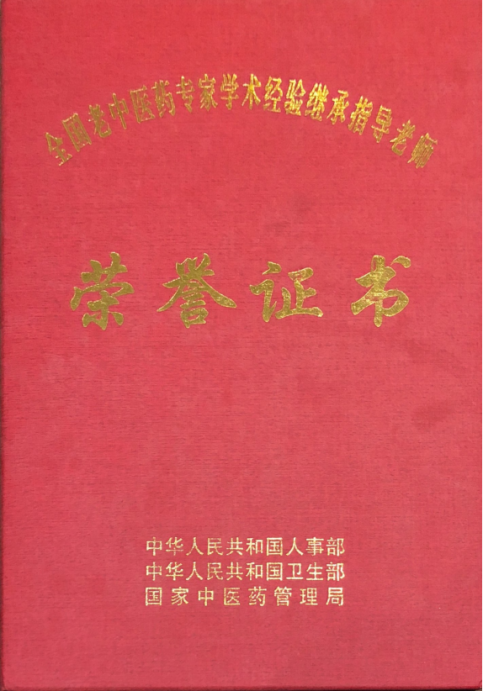 全国老中医药专家学术经验继承指导老师
荣誉证书
中华人民共和国人事部
中华人民共和国卫生部
国家中医药管理局